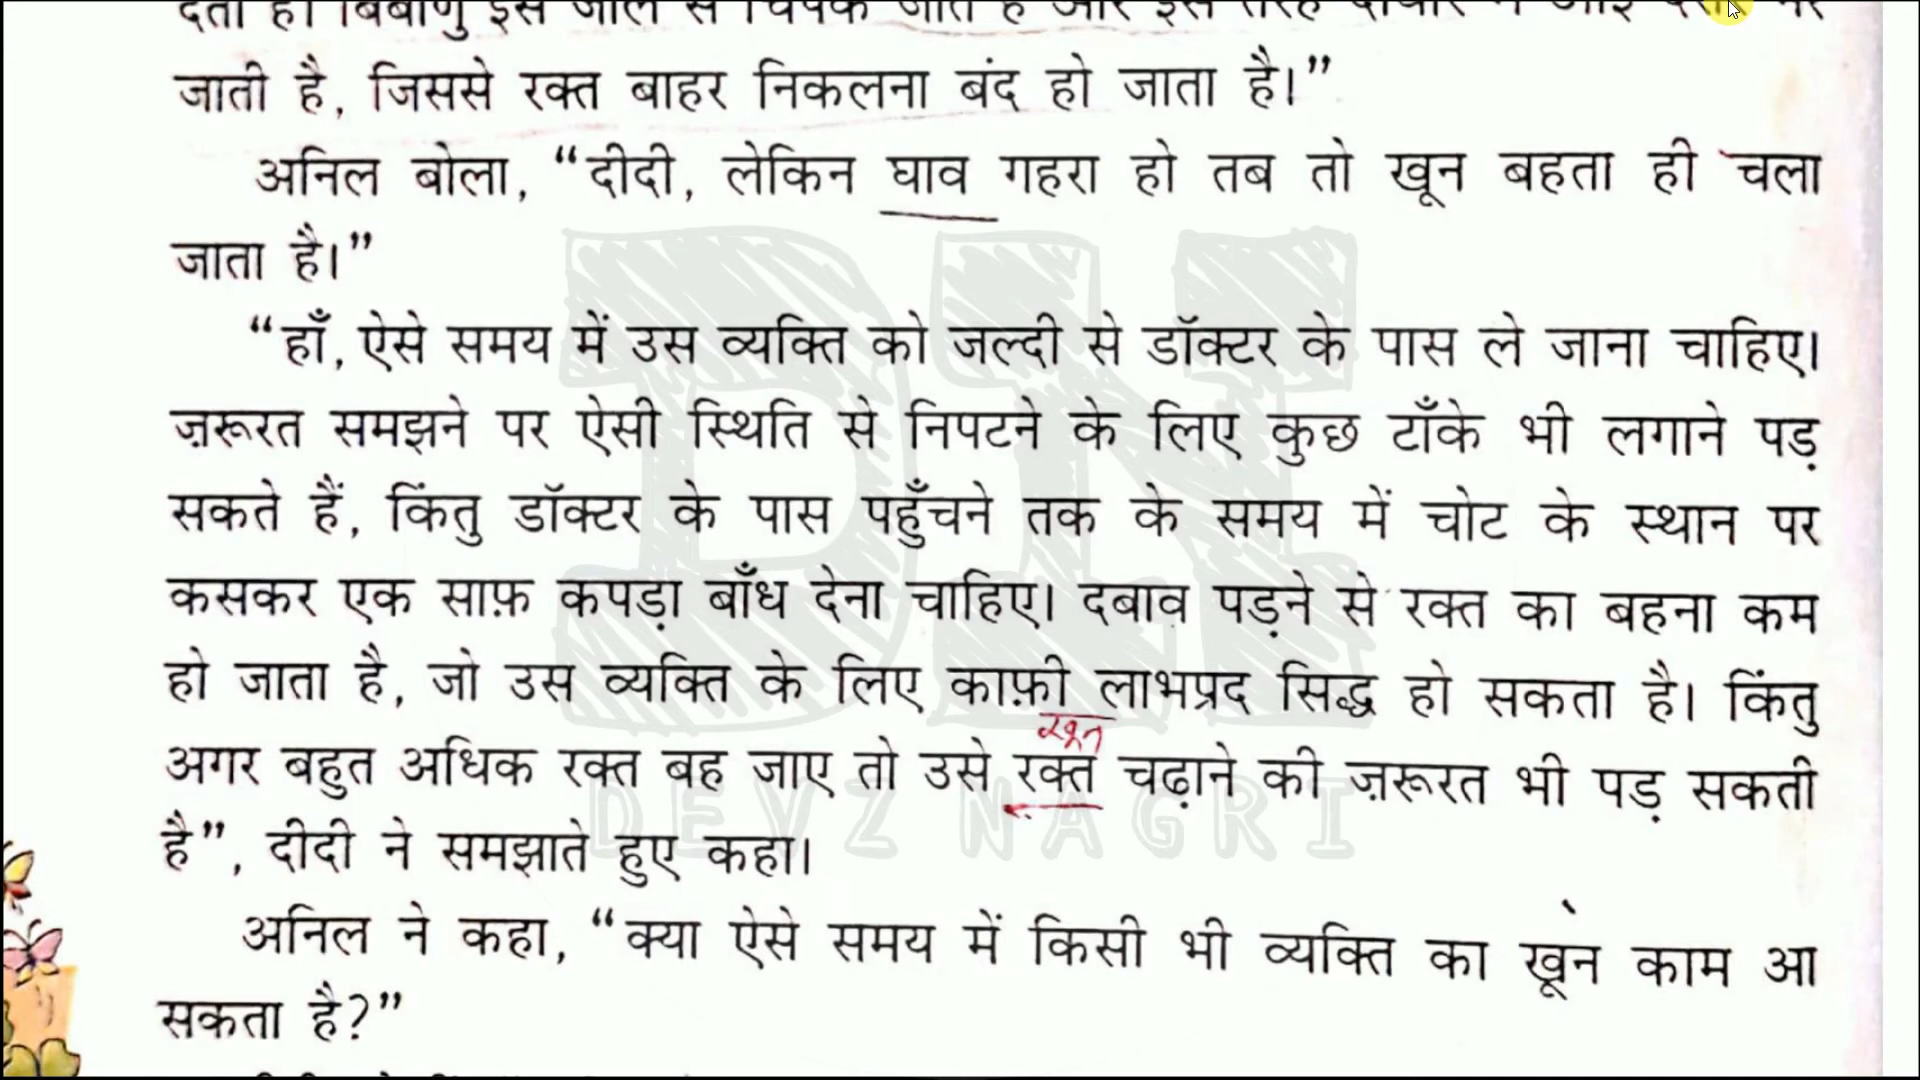 जाती है, जिससे रक्त बाहर निकलना बंद हो जाता है।”
अनिल बोला, “दीदी, लेकिन घाव गहरा हो तब तो खून बहता ही चला
जाता है।”
“हाँ, ऐसे समय में उस व्यक्ति को जल्दी से डॉक्टर के पास ले जाना चाहिए।
ज़रूरत समझने पर ऐसी स्थिति से निपटने के लिए कुछ टाँके भी लगाने पड़
सकते हैं, किंतु डॉक्टर के पास पहुँचने तक के समय में चोट के स्थान पर
कसकर एक साफ़ कपड़ा बाँध देना चाहिए। दबाव पड़ने से रक्त का बहना कम
हो जाता है, जो उस व्यक्ति के लिए काफ़ी लाभप्रद सिद्ध हो सकता है। किंतु
अगर बहुत अधिक रक्त बह जाए तो उसे रक्त चढ़ाने की ज़रूरत भी पड़ सकती
है”, दीदी ने समझाते हुए कहा।
अनिल ने कहा, “क्या ऐसे समय में किसी भी व्यक्ति का खून काम आ
सकता है?”
DN
DEVZ NAGRI